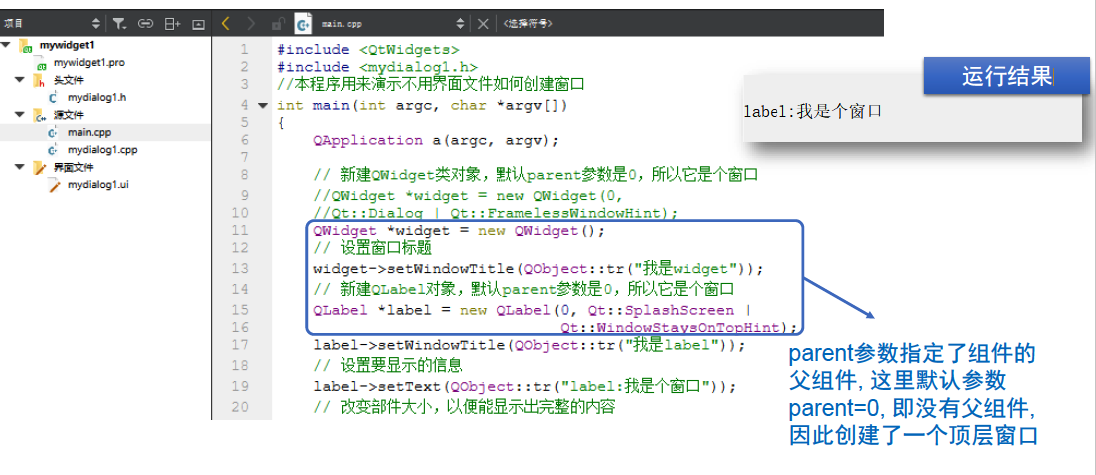 项目
main.cpp
<选择符号>
mywidget1
mywidget1.pro
头文件
mydialog1.h
源文件
main.cpp
mydialog1.cpp
界面文件
mydialog1.ui
1 #include <QtWidgets>
2 #include <mydialog1.h>
3 //本程序用来演示不用界面文件如何创建窗口
4 int main(int argc, char *argv[])
5 {
6 QApplication a(argc, argv);
7
8 // 新建QWidget类对象，默认parent参数是0，所以它是个窗口
9 //QWidget *widget = new QWidget(0,
10 //Qt::Dialog | Qt::FramelessWindowHint);
11 QWidget *widget = new QWidget();
12 // 设置窗口标题
13 widget->setWindowTitle(QObject::tr("我是widget"));
14 // 新建QLabel对象，默认parent参数是0，所以它是个窗口
15 QLabel *label = new QLabel(0, Qt::SplashScreen |
16 Qt::WindowStaysOnTopHint);
17 label->setWindowTitle(QObject::tr("我是label"));
18 // 设置要显示的信息
19 label->setText(QObject::tr("label:我是个窗口"));
20 // 改变部件大小，以便能显示出完整的内容
运行结果
label:我是个窗口
parent参数指定了组件的
父组件, 这里默认参数
parent=0, 即没有父组件,
因此创建了一个顶层窗口